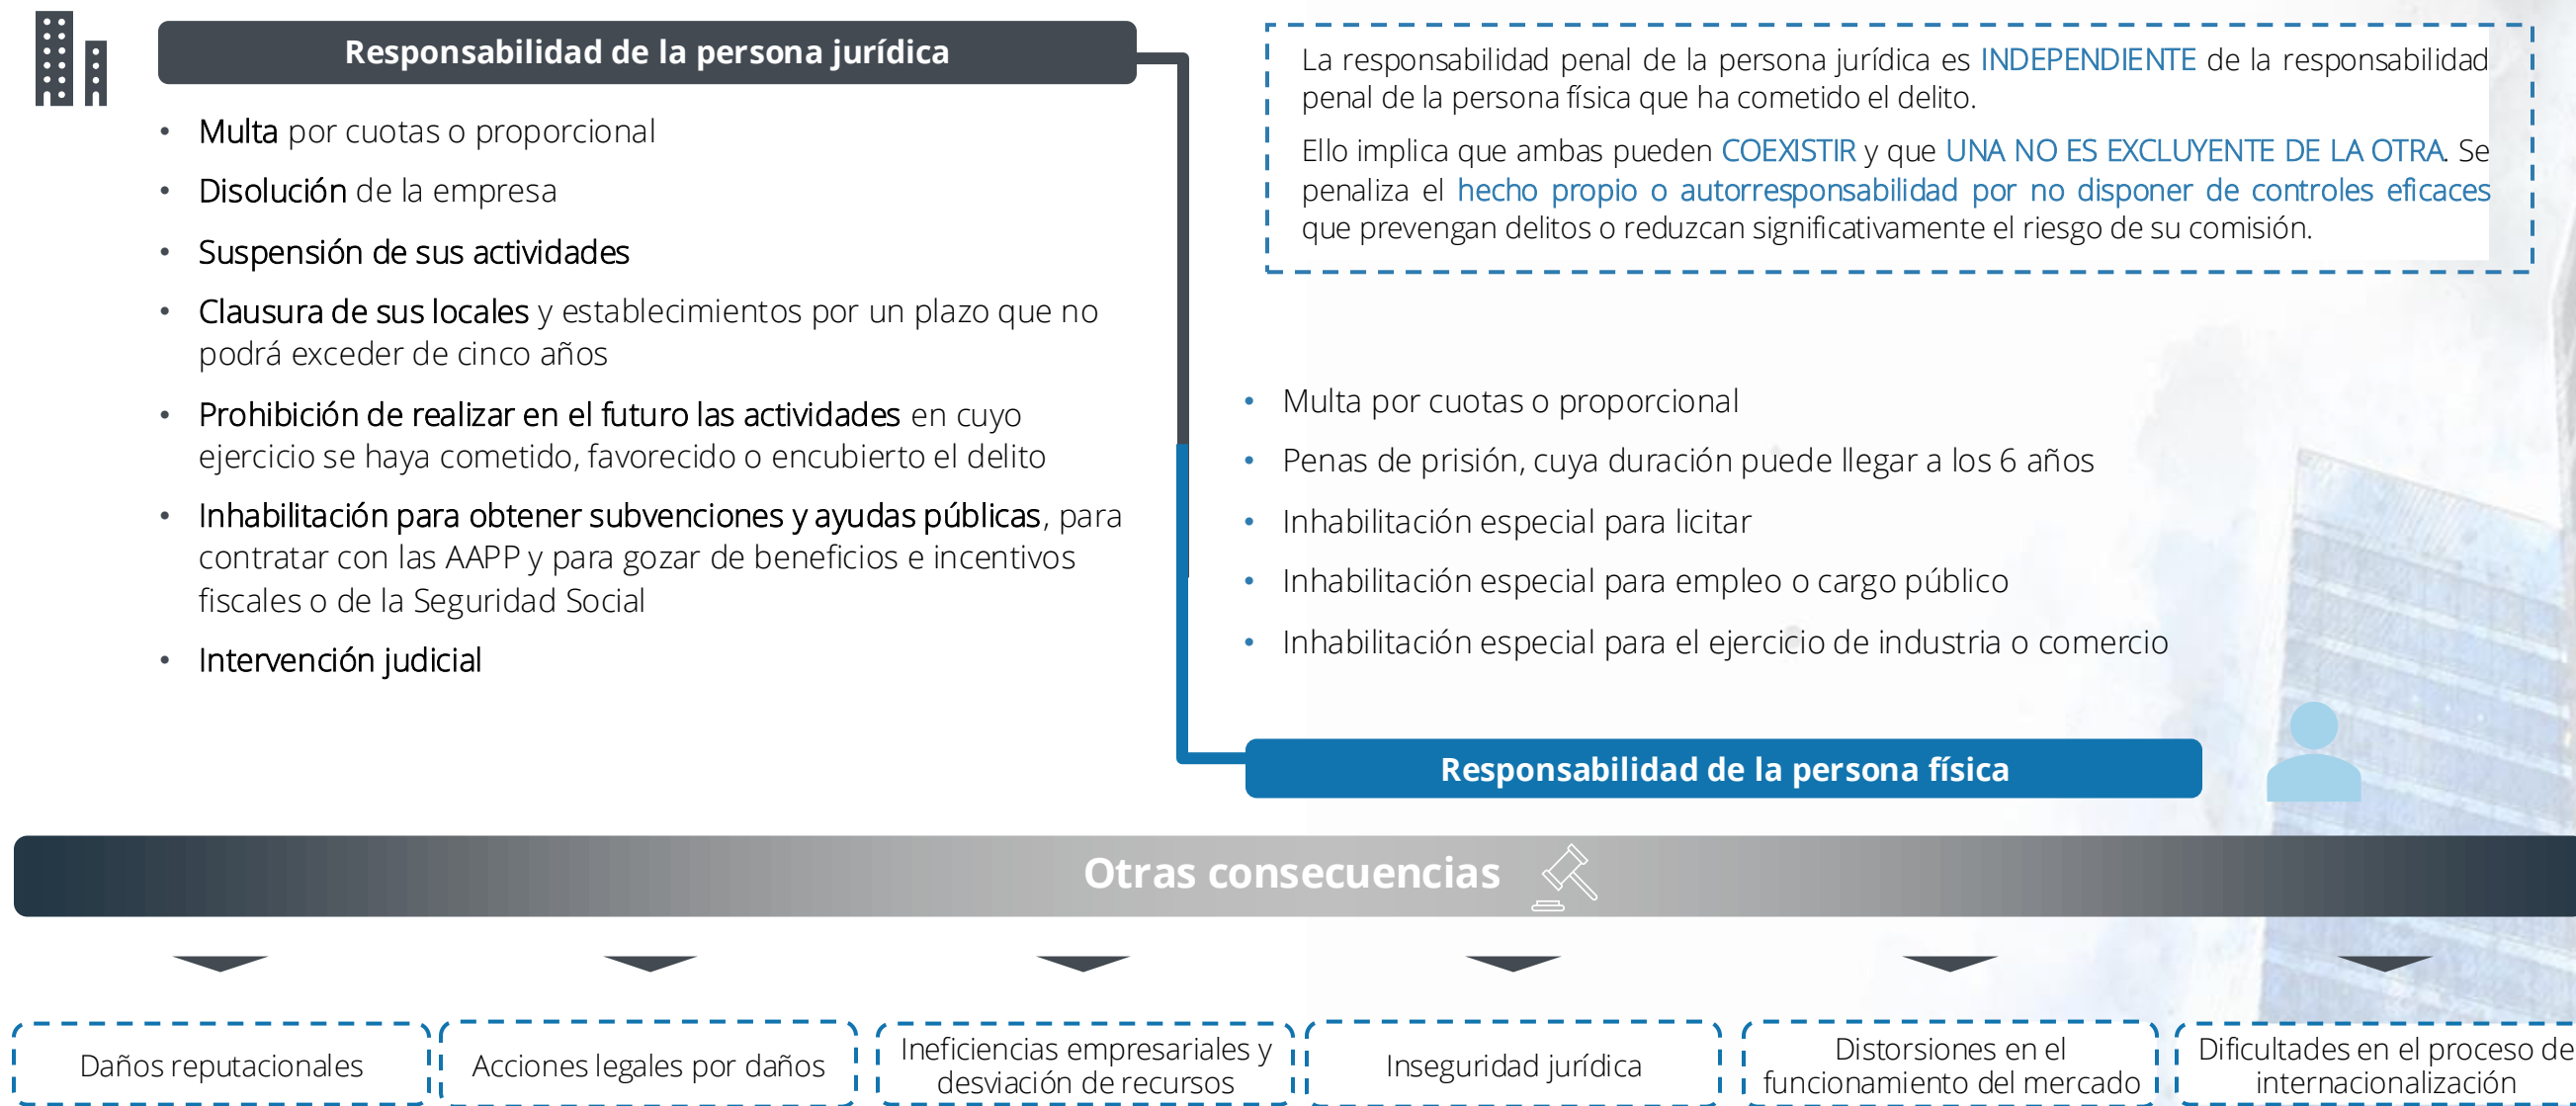 Responsabilidad de la persona jurídica
• Multa por cuotas o proporcional
• Disolución de la empresa
• Suspensión de sus actividades
• Clausura de sus locales y establecimientos por un plazo que no
podrá exceder de cinco años
• Prohibición de realizar en el futuro las actividades en cuyo
ejercicio se haya cometido, favorecido o encubierto el delito
• Inhabilitación para obtener subvenciones y ayudas públicas, para
contratar con las AAPP y para gozar de beneficios e incentivos
fiscales o de la Seguridad Social
• Intervención judicial
La responsabilidad penal de la persona jurídica es INDEPENDIENTE de la responsabilidad
penal de la persona física que ha cometido el delito.
Ello implica que ambas pueden COEXISTIR y que UNA NO ES EXCLUYENTE DE LA OTRA. Se
penaliza el hecho propio o autorresponsabilidad por no disponer de controles eficaces
que prevengan delitos o reduzcan significativamente el riesgo de su comisión.
• Multa por cuotas o proporcional
• Penas de prisión, cuya duración puede llegar a los 6 años
• Inhabilitación especial para licitar
• Inhabilitación especial para empleo o cargo público
• Inhabilitación especial para el ejercicio de industria o comercio
Responsabilidad de la persona física
Otras consecuencias
Daños reputacionales
Acciones legales por daños
Ineficiencias empresariales y
desviación de recursos
Inseguridad jurídica
Distorsiones en el
funcionamiento del mercado
Dificultades en el proceso de
internacionalización